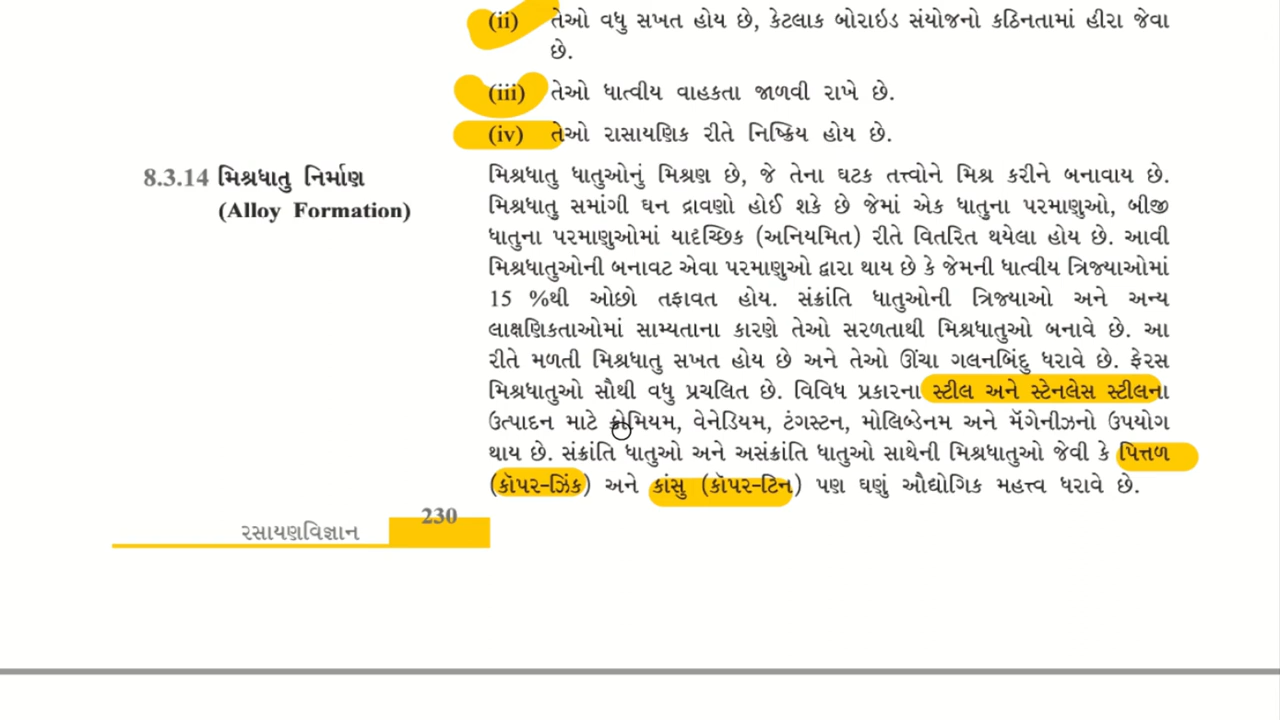 (ii) તેઓ વધુ સખત હોય છે, કેટલાક બોરાઇડ સંયોજનો કઠિનતામાં હીરા જેવા
છે.
(iii) તેઓ ધાત્વીય વાહકતા જાળવી રાખે છે.
(iv) તેઓ રાસાયણિક રીતે નિષ્ક્રિય હોય છે.
8.3.14 મિશ્રધાતુ નિર્માણ
(Alloy Formation)
મિશ્રધાતુ ધાતુઓનું મિશ્રણ છે, જે તેના ઘટક તત્ત્વોને મિશ્ર કરીને બનાવાય છે.
મિશ્રધાતુ સમાંગી ઘન દ્રાવણો હોઈ શકે છે જેમાં એક ધાતુના પરમાણુઓ, બીજી
ધાતુના પરમાણુઓમાં યાદૃચ્છિક (અનિયમિત) રીતે વિતરિત થયેલા હોય છે. આવી
મિશ્રધાતુઓની બનાવટ એવા પરમાણુઓ દ્વારા થાય છે કે જેમની ધાત્વીય ત્રિજ્યાઓમાં
15 %થી ઓછો તફાવત હોય. સંક્રાંતિ ધાતુઓની ત્રિજ્યાઓ અને અન્ય
લાક્ષણિકતાઓમાં સામ્યતાના કારણે તેઓ સરળતાથી મિશ્રધાતુઓ બનાવે છે. આ
રીતે મળતી મિશ્રધાતુ સખત હોય છે અને તેઓ ઊંચા ગલનબિંદુ ધરાવે છે. ફેરસ
મિશ્રધાતુઓ સૌથી વધુ પ્રચલિત છે. વિવિધ પ્રકારના સ્ટીલ અને સ્ટેનલેસ સ્ટીલના
ઉત્પાદન માટે ક્રોમિયમ, વેનેડિયમ, ટંગસ્ટન, મોલિબ્ડેનમ અને મૅંગેનીઝનો ઉપયોગ
થાય છે. સંક્રાંતિ ધાતુઓ અને અસંક્રાંતિ ધાતુઓ સાથેની મિશ્રધાતુઓ જેવી કે પિત્તળ
(કૉપર-ઝિંક) અને કાંસુ (કૉપર-ટિન) પણ ઘણું ઔદ્યોગિક મહત્ત્વ ધરાવે છે.
રસાયણવિજ્ઞાન 230